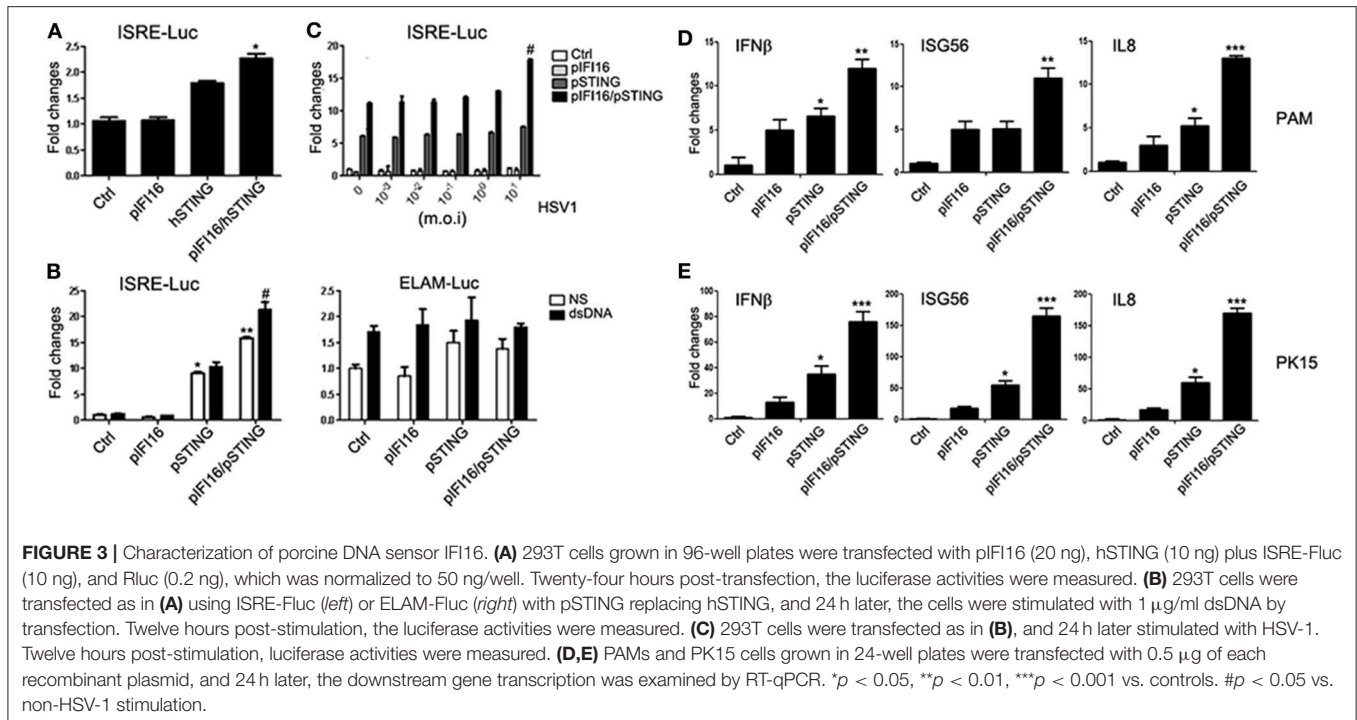 A
ISRE-Luc
Fold changes
2.5
2.0
1.5
1.0
0.5
0.0
*
Ctrl
pIFI16
hSTING
pIFI16/hSTING
C
ISRE-Luc
Fold changes
20
15
10
5
0
#
Ctrl
pIFI16
pSTING
pIFI16/pSTING
0
10-3
10-2
10-1
100
101
HSV1
(m.o.i)
B
ISRE-Luc
Fold changes
25
20
15
10
5
0
*
**
#
Ctrl
pIFI16
pSTING
pIFI16/pSTING
ELAM-Luc
2.5
2.0
1.5
1.0
0.5
0.0
NS
dsDNA
Ctrl
pIFI16
pSTING
pIFI16/pSTING
D
IFNβ
Fold changes
15
10
5
0
*
**
Ctrl
pIFI16
pSTING
pIFI16/pSTING
ISG56
15
10
5
0
**
Ctrl
pIFI16
pSTING
pIFI16/pSTING
IL8
15
10
5
0
*
***
Ctrl
pIFI16
pSTING
pIFI16/pSTING
PAM
E
IFNβ
Fold changes
100
80
60
40
20
0
*
***
Ctrl
pIFI16
pSTING
pIFI16/pSTING
ISG56
200
150
100
50
0
*
***
Ctrl
pIFI16
pSTING
pIFI16/pSTING
IL8
200
150
100
50
0
*
***
Ctrl
pIFI16
pSTING
pIFI16/pSTING
PK15
FIGURE 3 | Characterization of porcine DNA sensor IFI16. (A) 293T cells grown in 96-well plates were transfected with pIFI16 (20 ng), hSTING (10 ng) plus ISRE-Fluc
(10 ng), and Rluc (0.2 ng), which was normalized to 50 ng/well. Twenty-four hours post-transfection, the luciferase activities were measured. (B) 293T cells were
transfected as in (A) using ISRE-Fluc (left) or ELAM-Fluc (right) with pSTING replacing hSTING, and 24 h later, the cells were stimulated with 1 μg/ml dsDNA by
transfection. Twelve hours post-stimulation, the luciferase activities were measured. (C) 293T cells were transfected as in (B), and 24 h later stimulated with HSV-1.
Twelve hours post-stimulation, luciferase activities were measured. (D,E) PAMs and PK15 cells grown in 24-well plates were transfected with 0.5 μg of each
recombinant plasmid, and 24 h later, the downstream gene transcription was examined by RT-qPCR. *p < 0.05, **p < 0.01, ***p < 0.001 vs. controls. #p < 0.05 vs.
non-HSV-1 stimulation.